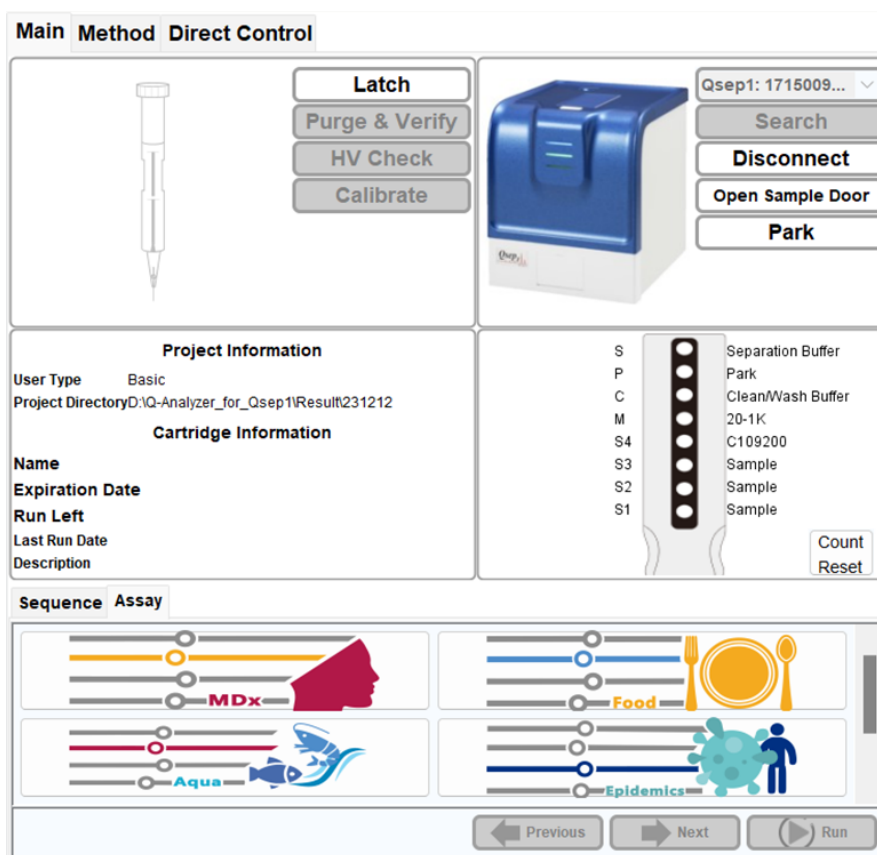 Main Method Direct Control
Latch
Purge & Verify
HV Check
Calibrate
Qsep1: 1715009...
Search
Disconnect
Open Sample Door
Park
Qsep1
Project Information
User Type Basic
Project Directory D:\Q-Analyzer_for_Qsep1\Result\231212
Cartridge Information
Name
Expiration Date
Run Left
Last Run Date
Description
S Separation Buffer
P Park
C Clean/Wash Buffer
M 20-1K
S4 C109200
S3 Sample
S2 Sample
S1 Sample
Count
Reset
Sequence Assay
MDx
Food
Aqua
Epidemics
Previous
Next
Run